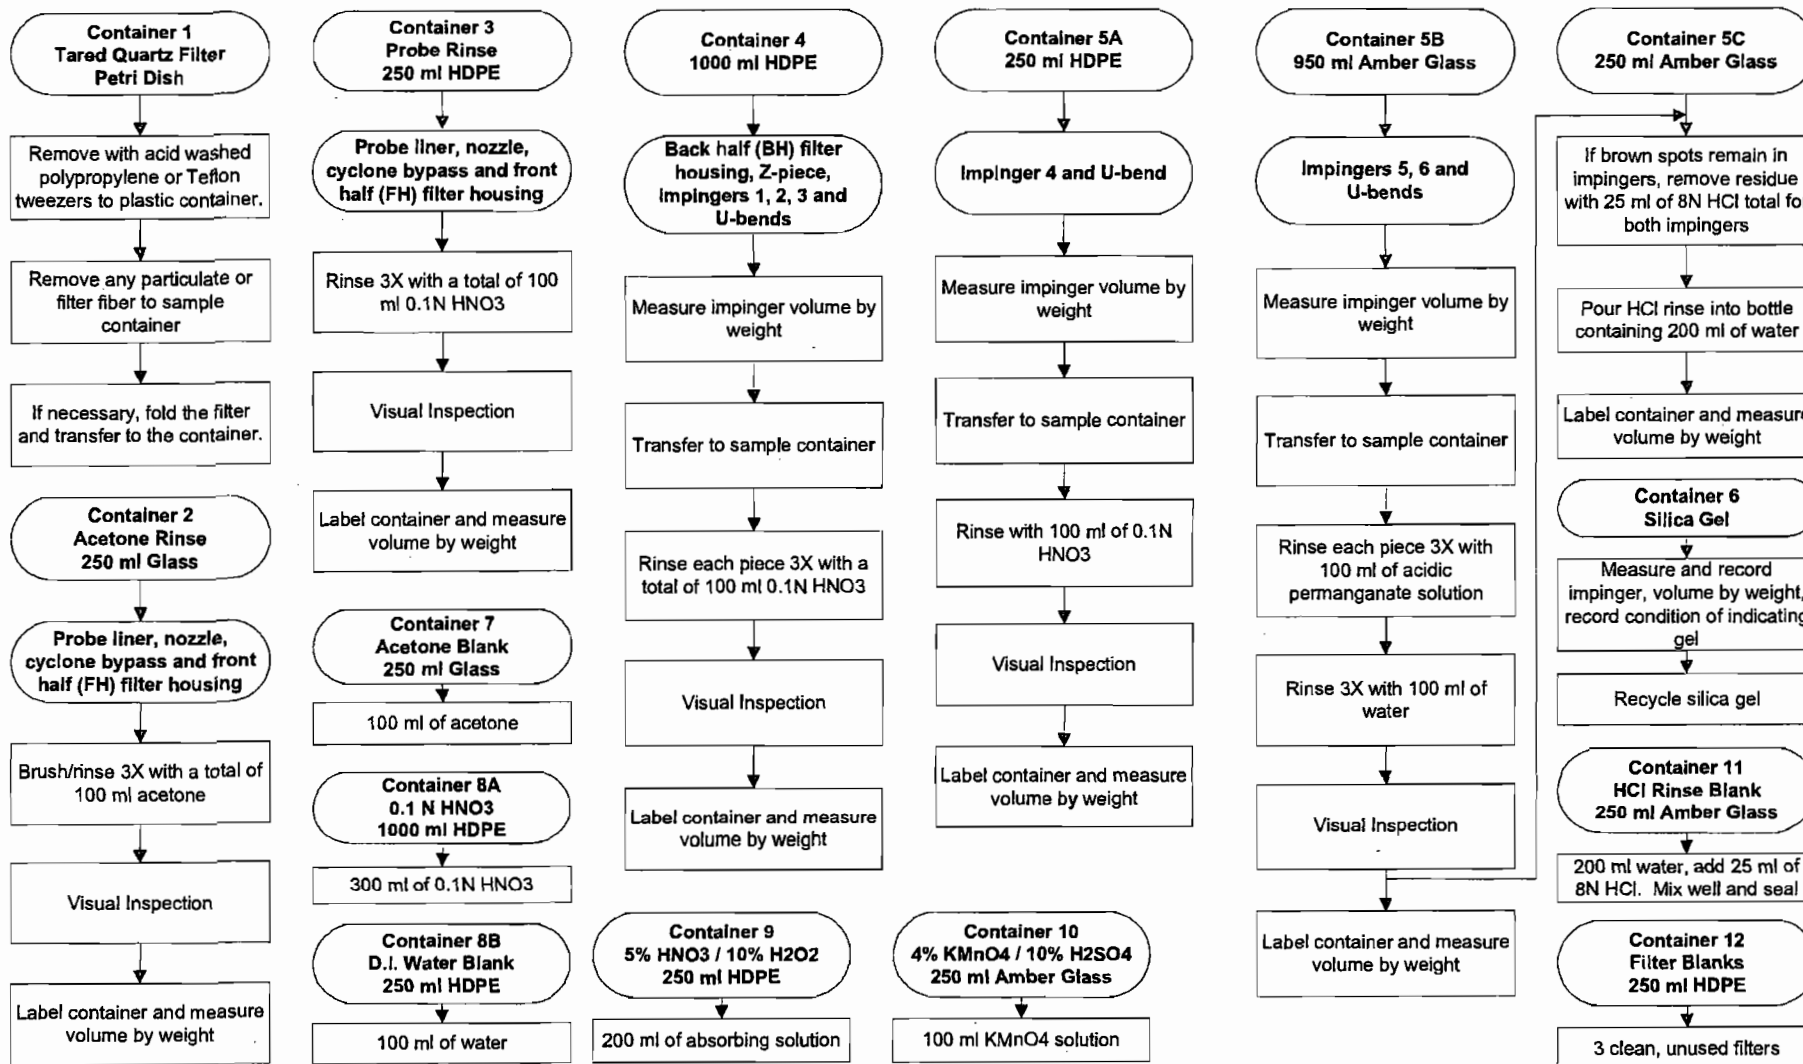 Container 1
Tared Quartz Filter
Petri Dish
Remove with acid washed
polypropylene or Teflon
tweezers to plastic container.
Remove any particulate or
filter fiber to sample
container
If necessary, fold the filter
and transfer to the container.
Container 2
Acetone Rinse
250 ml Glass
Probe liner, nozzle,
cyclone bypass and front
half (FH) filter housing
Brush/rinse 3X with a total of
100 ml acetone
Visual Inspection
Label container and measure
volume by weight
Container 3
Probe Rinse
250 ml HDPE
Probe liner, nozzle,
cyclone bypass and front
half (FH) filter housing
Rinse 3X with a total of 100
ml 0.1N HNO3
Visual Inspection
Label container and measure
volume by weight
Container 7
Acetone Blank
250 ml Glass
100 ml of acetone
Container 8A
0.1 N HNO3
1000 ml HDPE
300 ml of 0.1N HNO3
Container 8B
D.I. Water Blank
250 ml HDPE
100 ml of water
Container 4
1000 ml HDPE
Back half (BH) filter
housing, Z-piece,
Impingers 1, 2, 3 and
U-bends
Measure impinger volume by
weight
Transfer to sample container
Rinse each piece 3X with a
total of 100 ml 0.1N HNO3
Visual Inspection
Label container and measure
volume by weight
Container 9
5% HNO3 / 10% H2O2
250 ml HDPE
200 ml of absorbing solution
Container 5A
250 ml HDPE
Impinger 4 and U-bend
Measure impinger volume by
weight
Transfer to sample container
Rinse with 100 ml of 0.1N
HNO3
Visual Inspection
Label container and measure
volume by weight
Container 10
4% KMnO4 / 10% H2SO4
250 ml Amber Glass
100 ml KMnO4 solution
Container 5B
950 ml Amber Glass
Impingers 5, 6 and
U-bends
Measure impinger volume by
weight
Transfer to sample container
Rinse each piece 3X with
100 ml of acidic
permanganate solution
Rinse 3X with 100 ml of
water
Visual Inspection
Label container and measure
volume by weight
Container 5C
250 ml Amber Glass
If brown spots remain in
impingers, remove residue
with 25 ml of 8N HCl total for
both impingers
Pour HCl rinse into bottle
containing 200 ml of water
Label container and measure
volume by weight
Container 6
Silica Gel
Measure and record
impinger, volume by weight,
record condition of indicating
gel
Recycle silica gel
Container 11
HCl Rinse Blank
250 ml Amber Glass
200 ml water, add 25 ml of
8N HCl. Mix well and seal
Container 12
Filter Blanks
250 ml HDPE
3 clean, unused filters